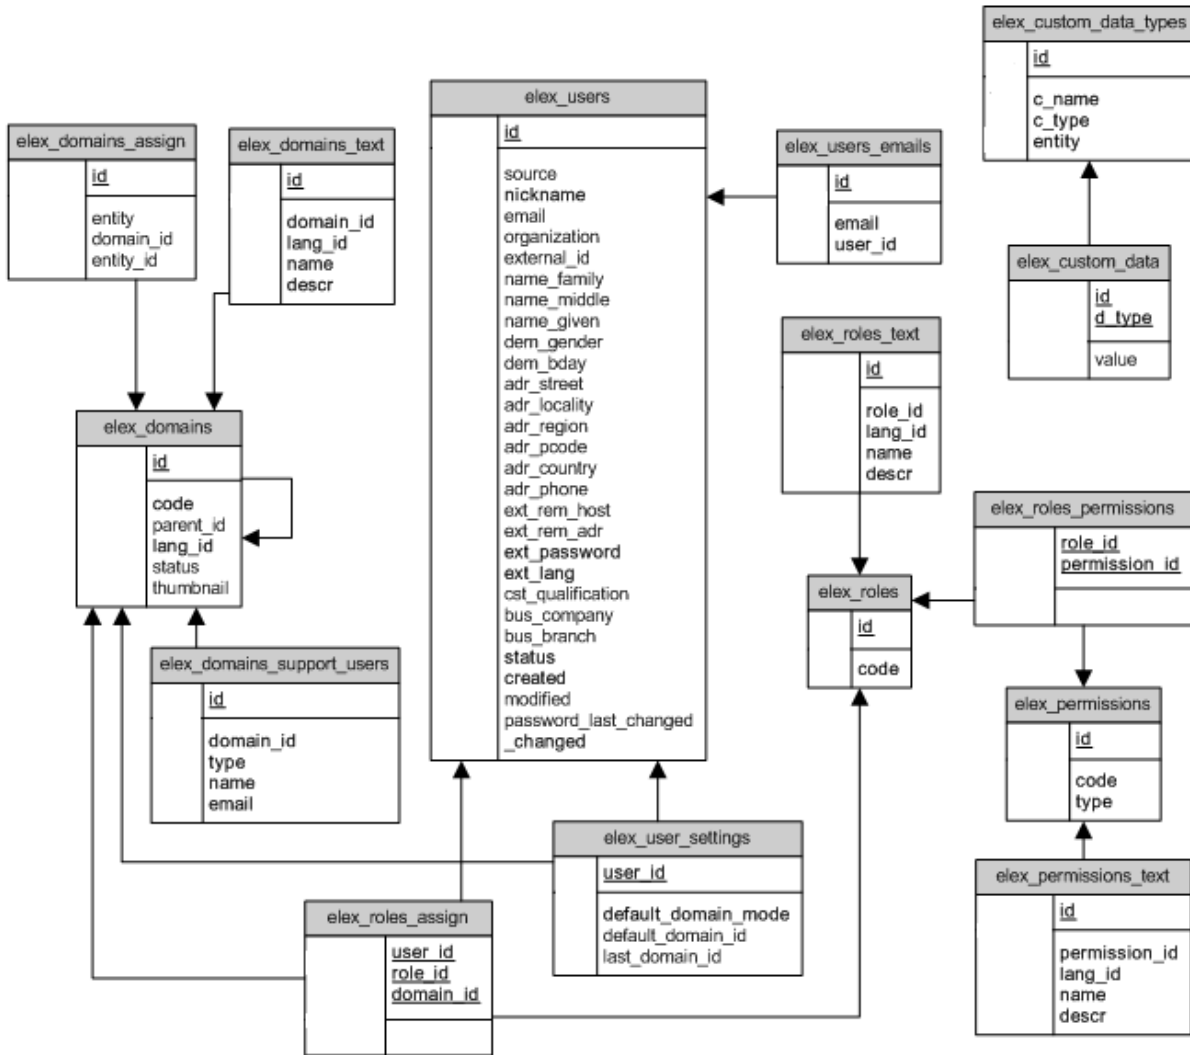 elex_custom_data_types
id
c_name
c_type
entity
elex_users
id
source
nickname
email
organization
external_id
name_family
name_middle
name_given
dem_gender
dem_bday
adr_street
adr_locality
adr_region
adr_pcode
adr_country
adr_phone
ext_rem_host
ext_rem_adr
ext_password
ext_lang
cst_qualification
bus_company
bus_branch
status
created
modified
password_last_changed
_changed
elex_domains_assign
id
entity
domain_id
entity_id
elex_domains_text
id
domain_id
lang_id
name
descr
elex_users_emails
id
email
user_id
elex_custom_data
id
d_type
value
elex_roles_text
id
role_id
lang_id
name
descr
elex_domains
id
code
parent_id
lang_id
status
thumbnail
elex_roles_permissions
role_id
permission_id
elex_roles
id
code
elex_domains_support_users
id
domain_id
type
name
email
elex_permissions
id
code
type
elex_user_settings
user_id
default_domain_mode
default_domain_id
last_domain_id
elex_permissions_text
id
permission_id
lang_id
name
descr
elex_roles_assign
user_id
role_id
domain_id